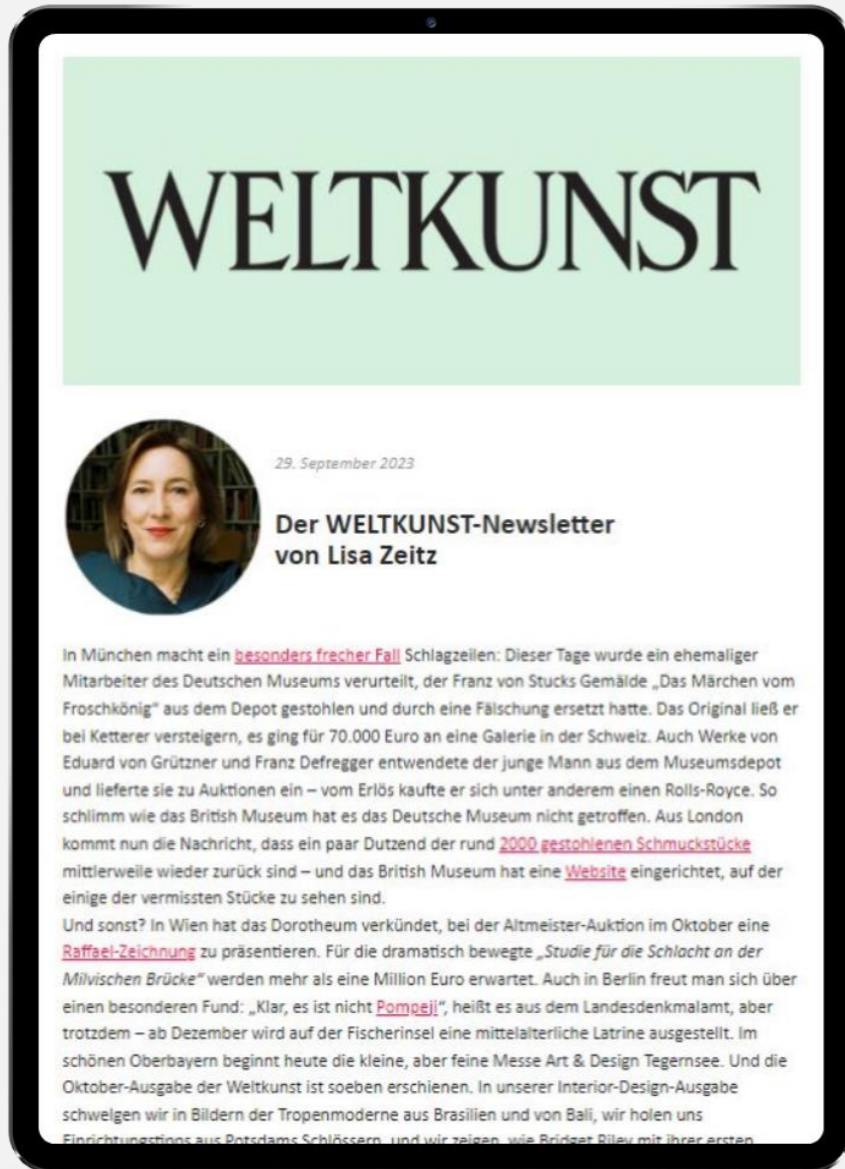 WELTKUNST
29. September 2023
Der WELTKUNST-Newsletter
von Lisa Zeitz
In München macht ein besonders frecher Fall Schlagzeilen: Dieser Tage wurde ein ehemaliger
Mitarbeiter des Deutschen Museums verurteilt, der Franz von Stucks Gemälde „Das Märchen vom
Froschkönig“ aus dem Depot gestohlen und durch eine Fälschung ersetzt hatte. Das Original ließ er
bei Ketterer versteigern, es ging für 70.000 Euro an eine Galerie in der Schweiz. Auch Werke von
Eduard von Grützner und Franz Defregger entwendete der junge Mann aus dem Museumsdepot
und lieferte sie zu Auktionen ein – vom Erlös kaufte er sich unter anderem einen Rolls-Royce. So
schlimm wie das British Museum hat es das Deutsche Museum nicht getroffen. Aus London
kommt nun die Nachricht, dass ein paar Dutzend der rund 2000 gestohlenen Schmuckstücke
mittlerweile wieder zurück sind – und das British Museum hat eine Website eingerichtet, auf der
einige der vermissten Stücke zu sehen sind.
Und sonst? In Wien hat das Dorotheum verkündet, bei der Altmeister-Auktion im Oktober eine
Raffael-Zeichnung zu präsentieren. Für die dramatisch bewegte „Studie für die Schlacht an der
Milvischen Brücke“ werden mehr als eine Million Euro erwartet. Auch in Berlin freut man sich über
einen besonderen Fund: „Klar, es ist nicht Pompeji“, heißt es aus dem Landesdenkmalamt, aber
trotzdem – ab Dezember wird auf der Fischerinsel eine mittelalterliche Latrine ausgestellt. Im
schönen Oberbayern beginnt heute die kleine, aber feine Messe Art & Design Tegernsee. Und die
Oktober-Ausgabe der Weltkunst ist soeben erschienen. In unserer Interior-Design-Ausgabe
schwelgen wir in Bildern der Tropenmoderne aus Brasilien und von Bali, wir holen uns
Einrichtungstipps aus Potsdams Schlössern, und wir zeigen, wie Bridget Riley mit ihrer ersten